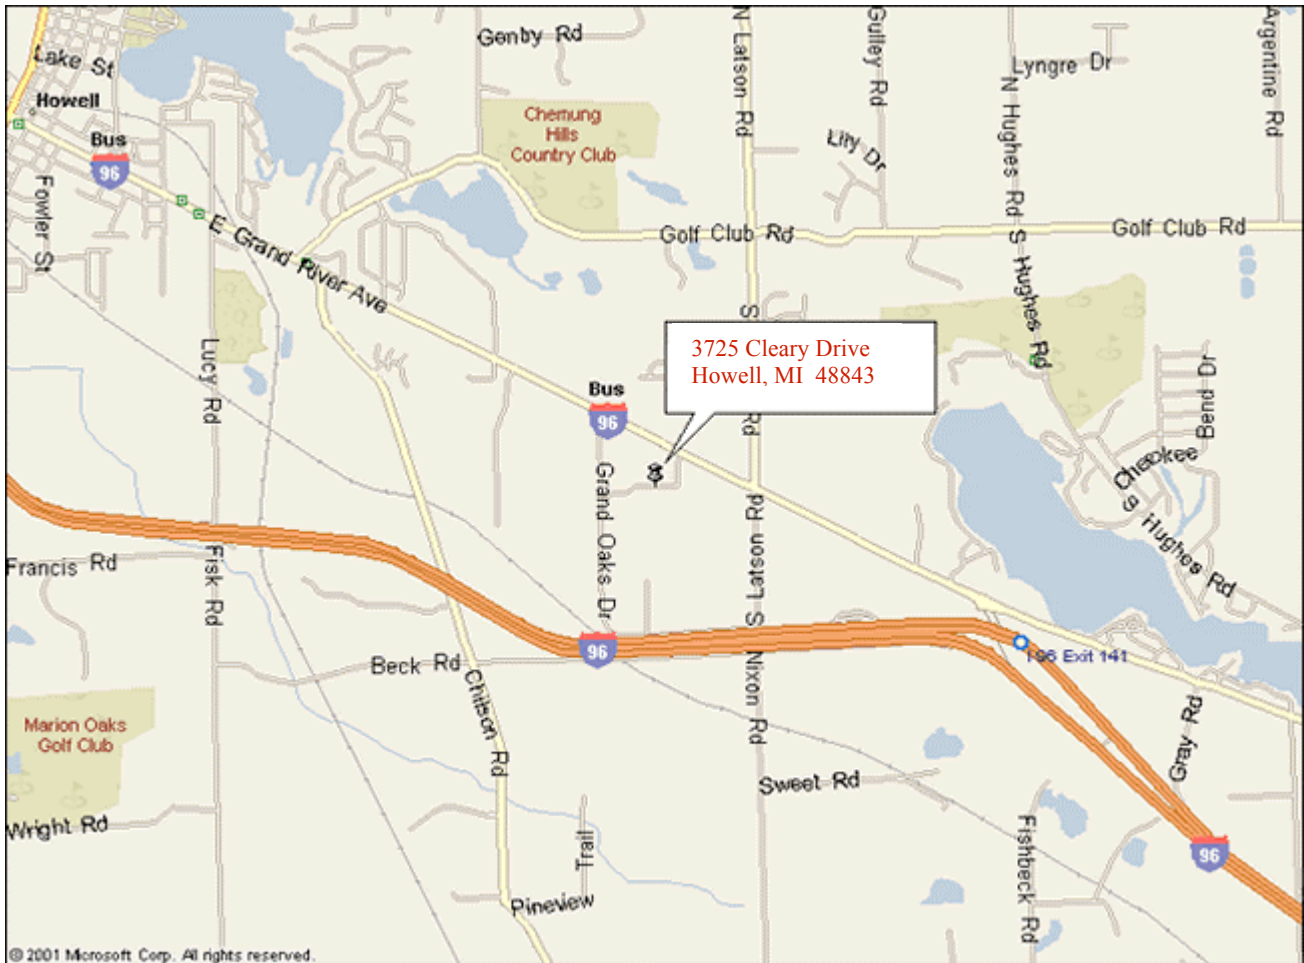 Genby Rd
N Latson Rd
Gulley Rd
Lyngre Dr
N Hughes Rd
Argentine Rd
Lake St
Howell
Bus
96
Fowler St
Chemung
Hills
Country Club
Lily Dr
E Grand River Ave
Golf Club Rd
Golf Club Rd
S Hughes Rd
Lucy Rd
3725 Cleary Drive
Howell, MI 48843
S
Rd
Bus
96
Bend Dr
Cherokee
S Hughes Rd
Grand Oaks Dr
S Latson Rd
Francis Rd
Fisk Rd
Beck Rd
96
Chilson Rd
Nixon Rd
I 96 Exit 141
Gray Rd
Marion Oaks
Golf Club
Sweet Rd
Wright Rd
Trail
Fishbeck Rd
96
Pineview
© 2001 Microsoft Corp. All rights reserved.